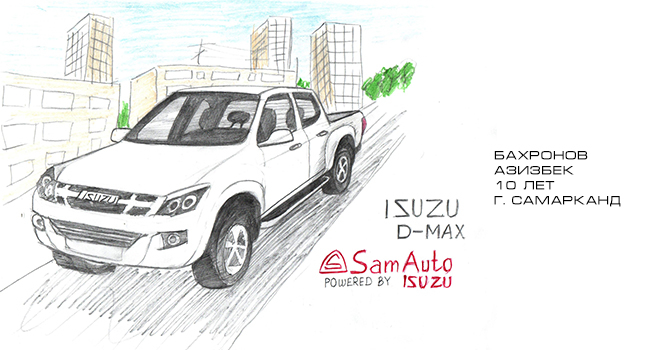 ISUZU
ISUZU
D-MAX
SamAuto
POWERED BY ISUZU
БАХРОНОВ
АЗИЗБЕК
10 ЛЕТ
Г. САМАРКАНД